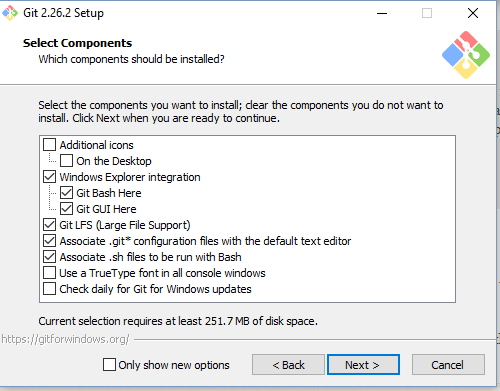 Git 2.26.2 Setup
Select Components
Which components should be installed?
Select the components you want to install; clear the components you do not want to
install. Click Next when you are ready to continue.
Additional icons
On the Desktop
Windows Explorer integration
Git Bash Here
Git GUI Here
Git LFS (Large File Support)
Associate .git* configuration files with the default text editor
Associate .sh files to be run with Bash
Use a TrueType font in all console windows
Check daily for Git for Windows updates
Current selection requires at least 251.7 MB of disk space.
https://gitforwindows.org/
Only show new options
< Back
Next >
Cancel